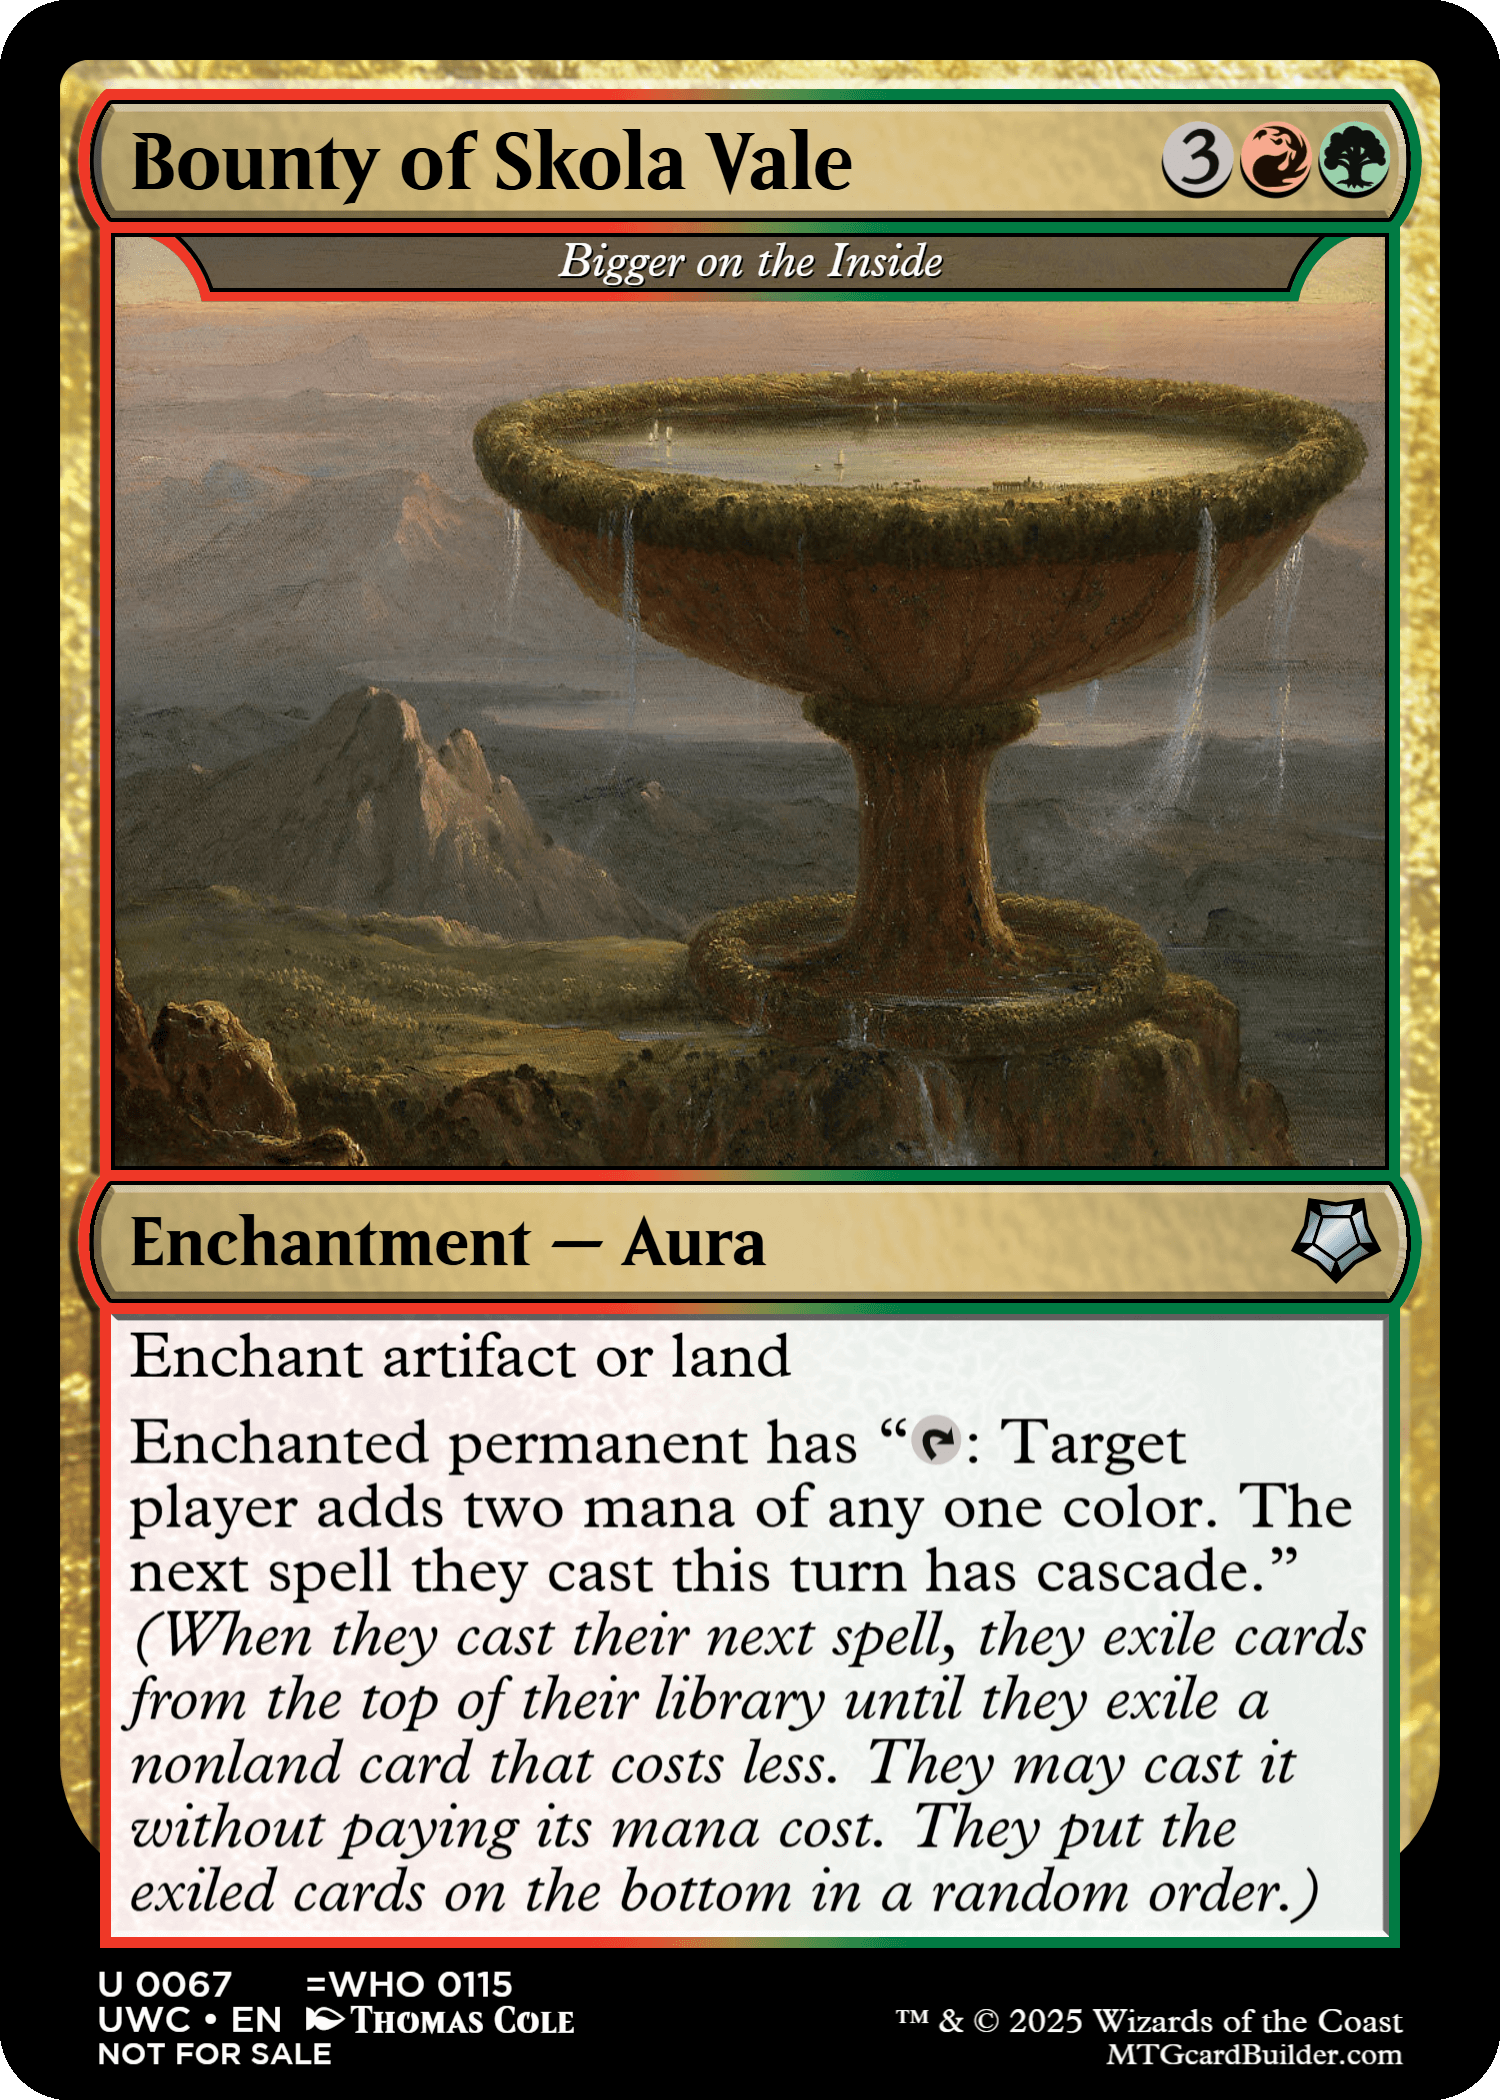 Bounty of Skola Vale 3
Bigger on the Inside
Enchantment — Aura
Enchant artifact or land
Enchanted permanent has “: Target
player adds two mana of any one color. The
next spell they cast this turn has cascade.”
(When they cast their next spell, they exile cards
from the top of their library until they exile a
nonland card that costs less. They may cast it
without paying its mana cost. They put the
exiled cards on the bottom in a random order.)
U 0067 =WHO 0115
UWC • EN Thomas Cole
NOT FOR SALE
™ & © 2025 Wizards of the Coast
MTGcardBuilder.com